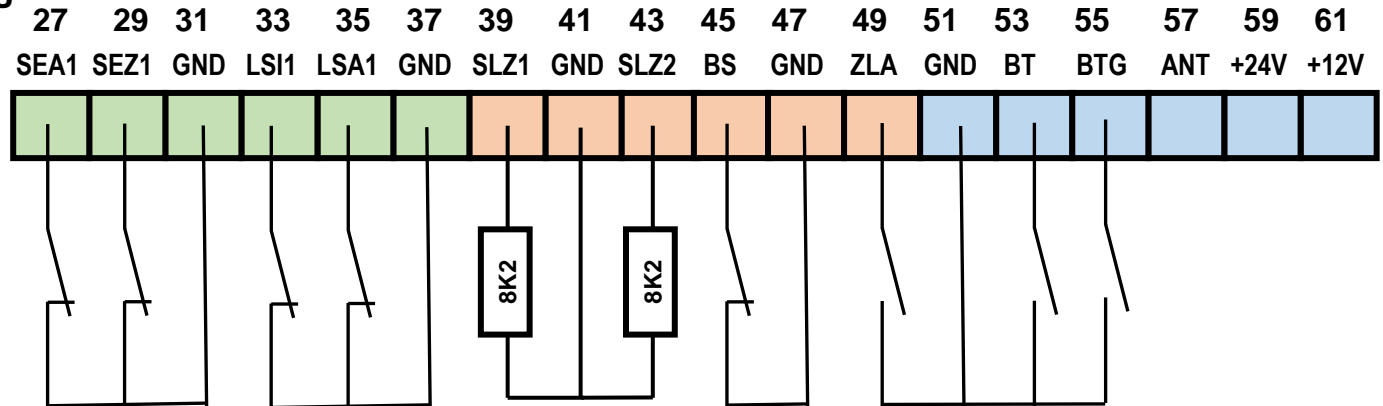 27 29 31 33 35 37 39 41 43 45 47 49 51 53 55 57 59 61
SEA1 SEZ1 GND LSI1 LSA1 GND SLZ1 GND SLZ2 BS GND ZLA GND BT BTG ANT +24V +12V
8K2 8K2